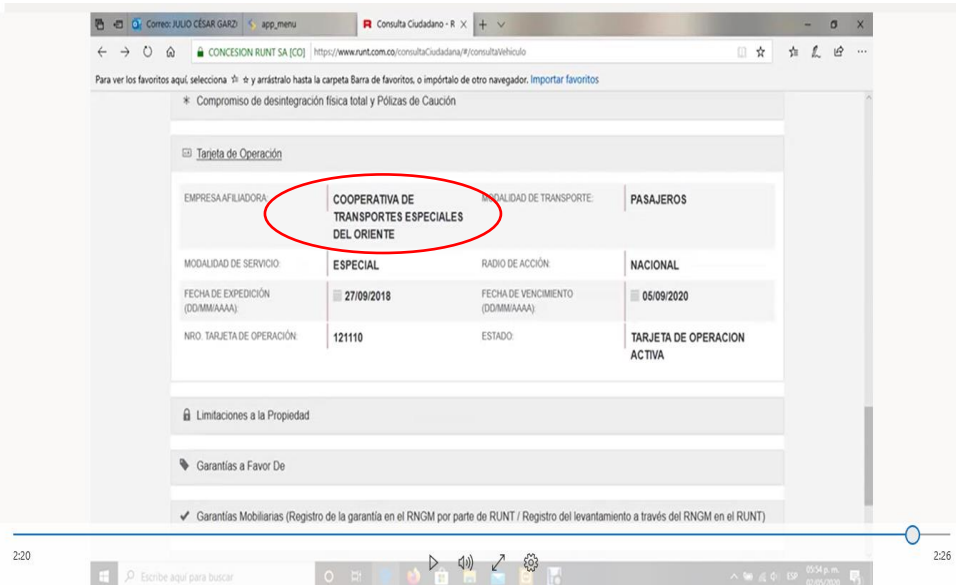 Correo: JULIO CÉSAR GARZ
app_menu
Consulta Ciudadano - R
CONCESION RUNT SA [CO]
https://www.runt.com.co/consultaCiudadana/#/consultaVehiculo
Para ver los favoritos aquí, selecciona y arrástralo hasta la carpeta Barra de favoritos, o impórtalo de otro navegador. Importar favoritos
Compromiso de desintegración física total y Pólizas de Caución
Tarjeta de Operación
EMPRESA AFILIADORA:
COOPERATIVA DE
TRANSPORTES ESPECIALES
DEL ORIENTE
MODALIDAD DE TRANSPORTE:
PASAJEROS
MODALIDAD DE SERVICIO:
ESPECIAL
RADIO DE ACCIÓN:
NACIONAL
FECHA DE EXPEDICIÓN
(DD/MM/AAAA):
27/09/2018
FECHA DE VENCIMIENTO
(DD/MM/AAAA):
05/09/2020
NRO. TARJETA DE OPERACIÓN:
121110
ESTADO:
TARJETA DE OPERACION
ACTIVA
Limitaciones a la Propiedad
Garantías a Favor De
Garantías Mobiliarias (Registro de la garantía en el RNGM por parte de RUNT / Registro del levantamiento a través del RNGM en el RUNT)
2:20
2:26
Escribe aquí para buscar
ESP
05:54 p. m.